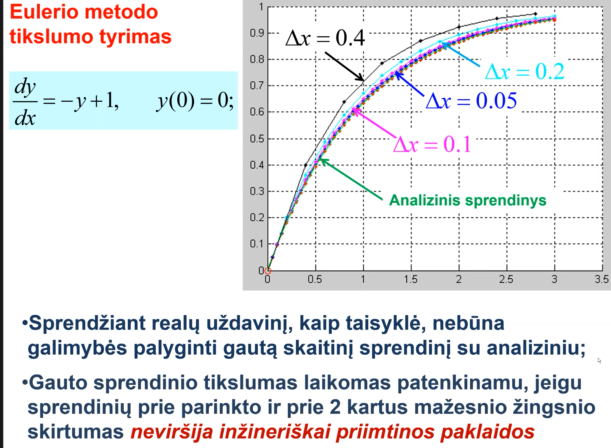 Eulerio metodo
tikslumo tyrimas
dy/dx = −y+1, y(0) = 0;
1
0.9
0.8
0.7
0.6
0.5
0.4
0.3
0.2
0.1
0
0
0.5
1
1.5
2
2.5
3
3.5
Δx = 0.4
Δx = 0.2
Δx = 0.05
Δx = 0.1
Analizinis sprendinys
•Sprendžiant realų uždavinį, kaip taisyklė, nebūna
galimybės palyginti gautą skaitinį sprendinį su analiziniu;
•Gauto sprendinio tikslumas laikomas patenkinamu, jeigu
sprendinių prie parinkto ir prie 2 kartus mažesnio žingsnio
skirtumas neviršija inžineriškai priimtinos paklaidos